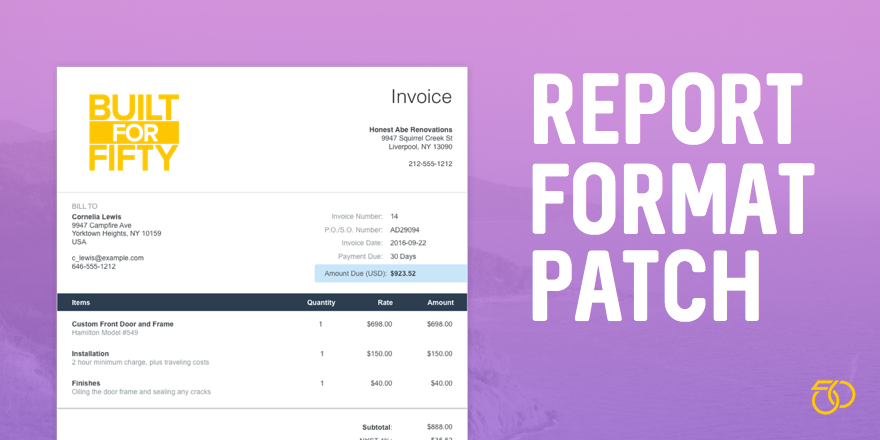 BUILT
FOR
FIFTY
Invoice
Honest Abe Renovations
9947 Squirrel Creek St
Liverpool, NY 13090
212-555-1212
BILL TO
Cornelia Lewis
9947 Campfire Ave
Yorktown Heights, NY 10159
USA
c_lewis@example.com
646-555-1212
Invoice Number: 14
P.O./S.O. Number: AD29094
Invoice Date: 2016-09-22
Payment Due: 30 Days
Amount Due (USD): $923.52
Items Quantity Rate Amount
Custom Front Door and Frame 1 $698.00 $698.00
Hamilton Model #549
Installation 1 $150.00 $150.00
2 hour minimum charge, plus traveling costs
Finishes 1 $40.00 $40.00
Oiling the door frame and sealing any cracks
Subtotal: $888.00
REPORT
FORMAT
PATCH
50